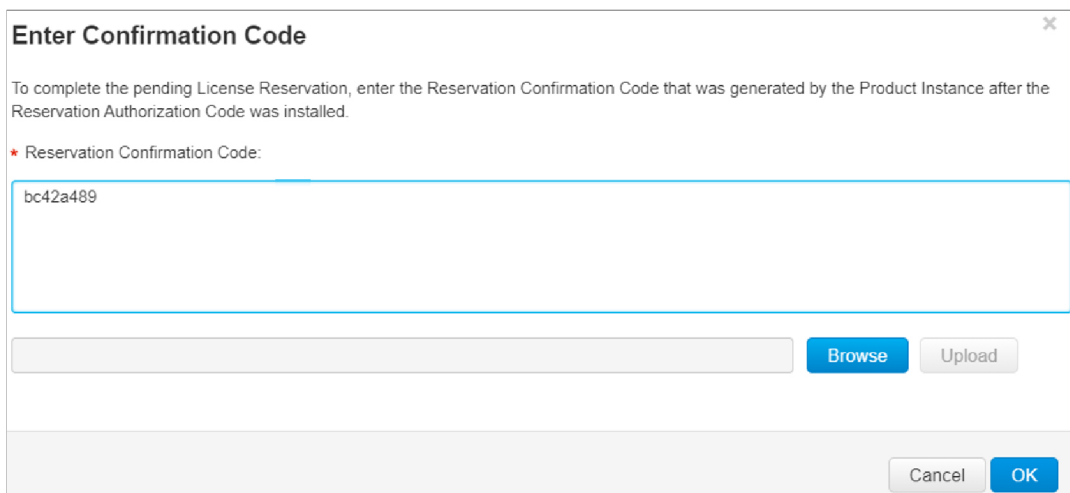 Enter Confirmation Code
To complete the pending License Reservation, enter the Reservation Confirmation Code that was generated by the Product Instance after the
Reservation Authorization Code was installed.
* Reservation Confirmation Code:
bc42a489
Browse Upload
Cancel OK